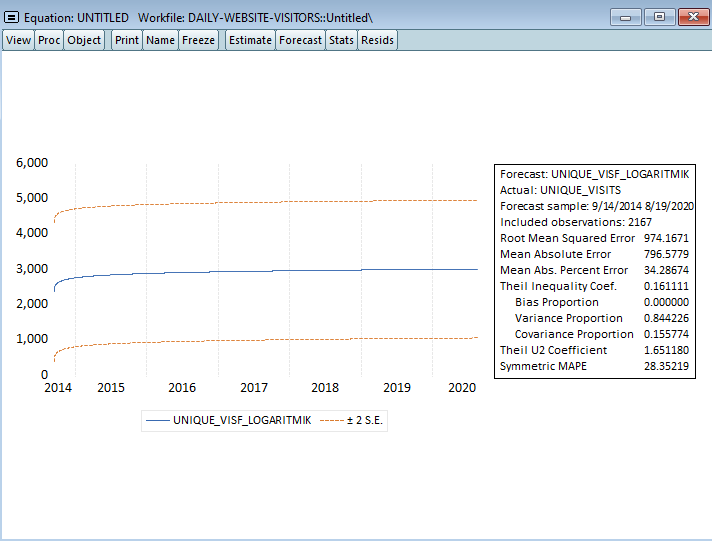 Equation: UNTITLED   Workfile: DAILY-WEBSITE-VISITORS::Untitled\
View Proc Object Print Name Freeze Estimate Forecast Stats Resids
6,000
5,000
4,000
3,000
2,000
1,000
0
2014 2015 2016 2017 2018 2019 2020
UNIQUE_VISF_LOGARITMIK ± 2 S.E.
Forecast: UNIQUE_VISF_LOGARITMIK
Actual: UNIQUE_VISITS
Forecast sample: 9/14/2014 8/19/2020
Included observations: 2167
Root Mean Squared Error 974.1671
Mean Absolute Error 796.5779
Mean Abs. Percent Error 34.28674
Theil Inequality Coef. 0.161111
Bias Proportion 0.000000
Variance Proportion 0.844226
Covariance Proportion 0.155774
Theil U2 Coefficient 1.651180
Symmetric MAPE 28.35219